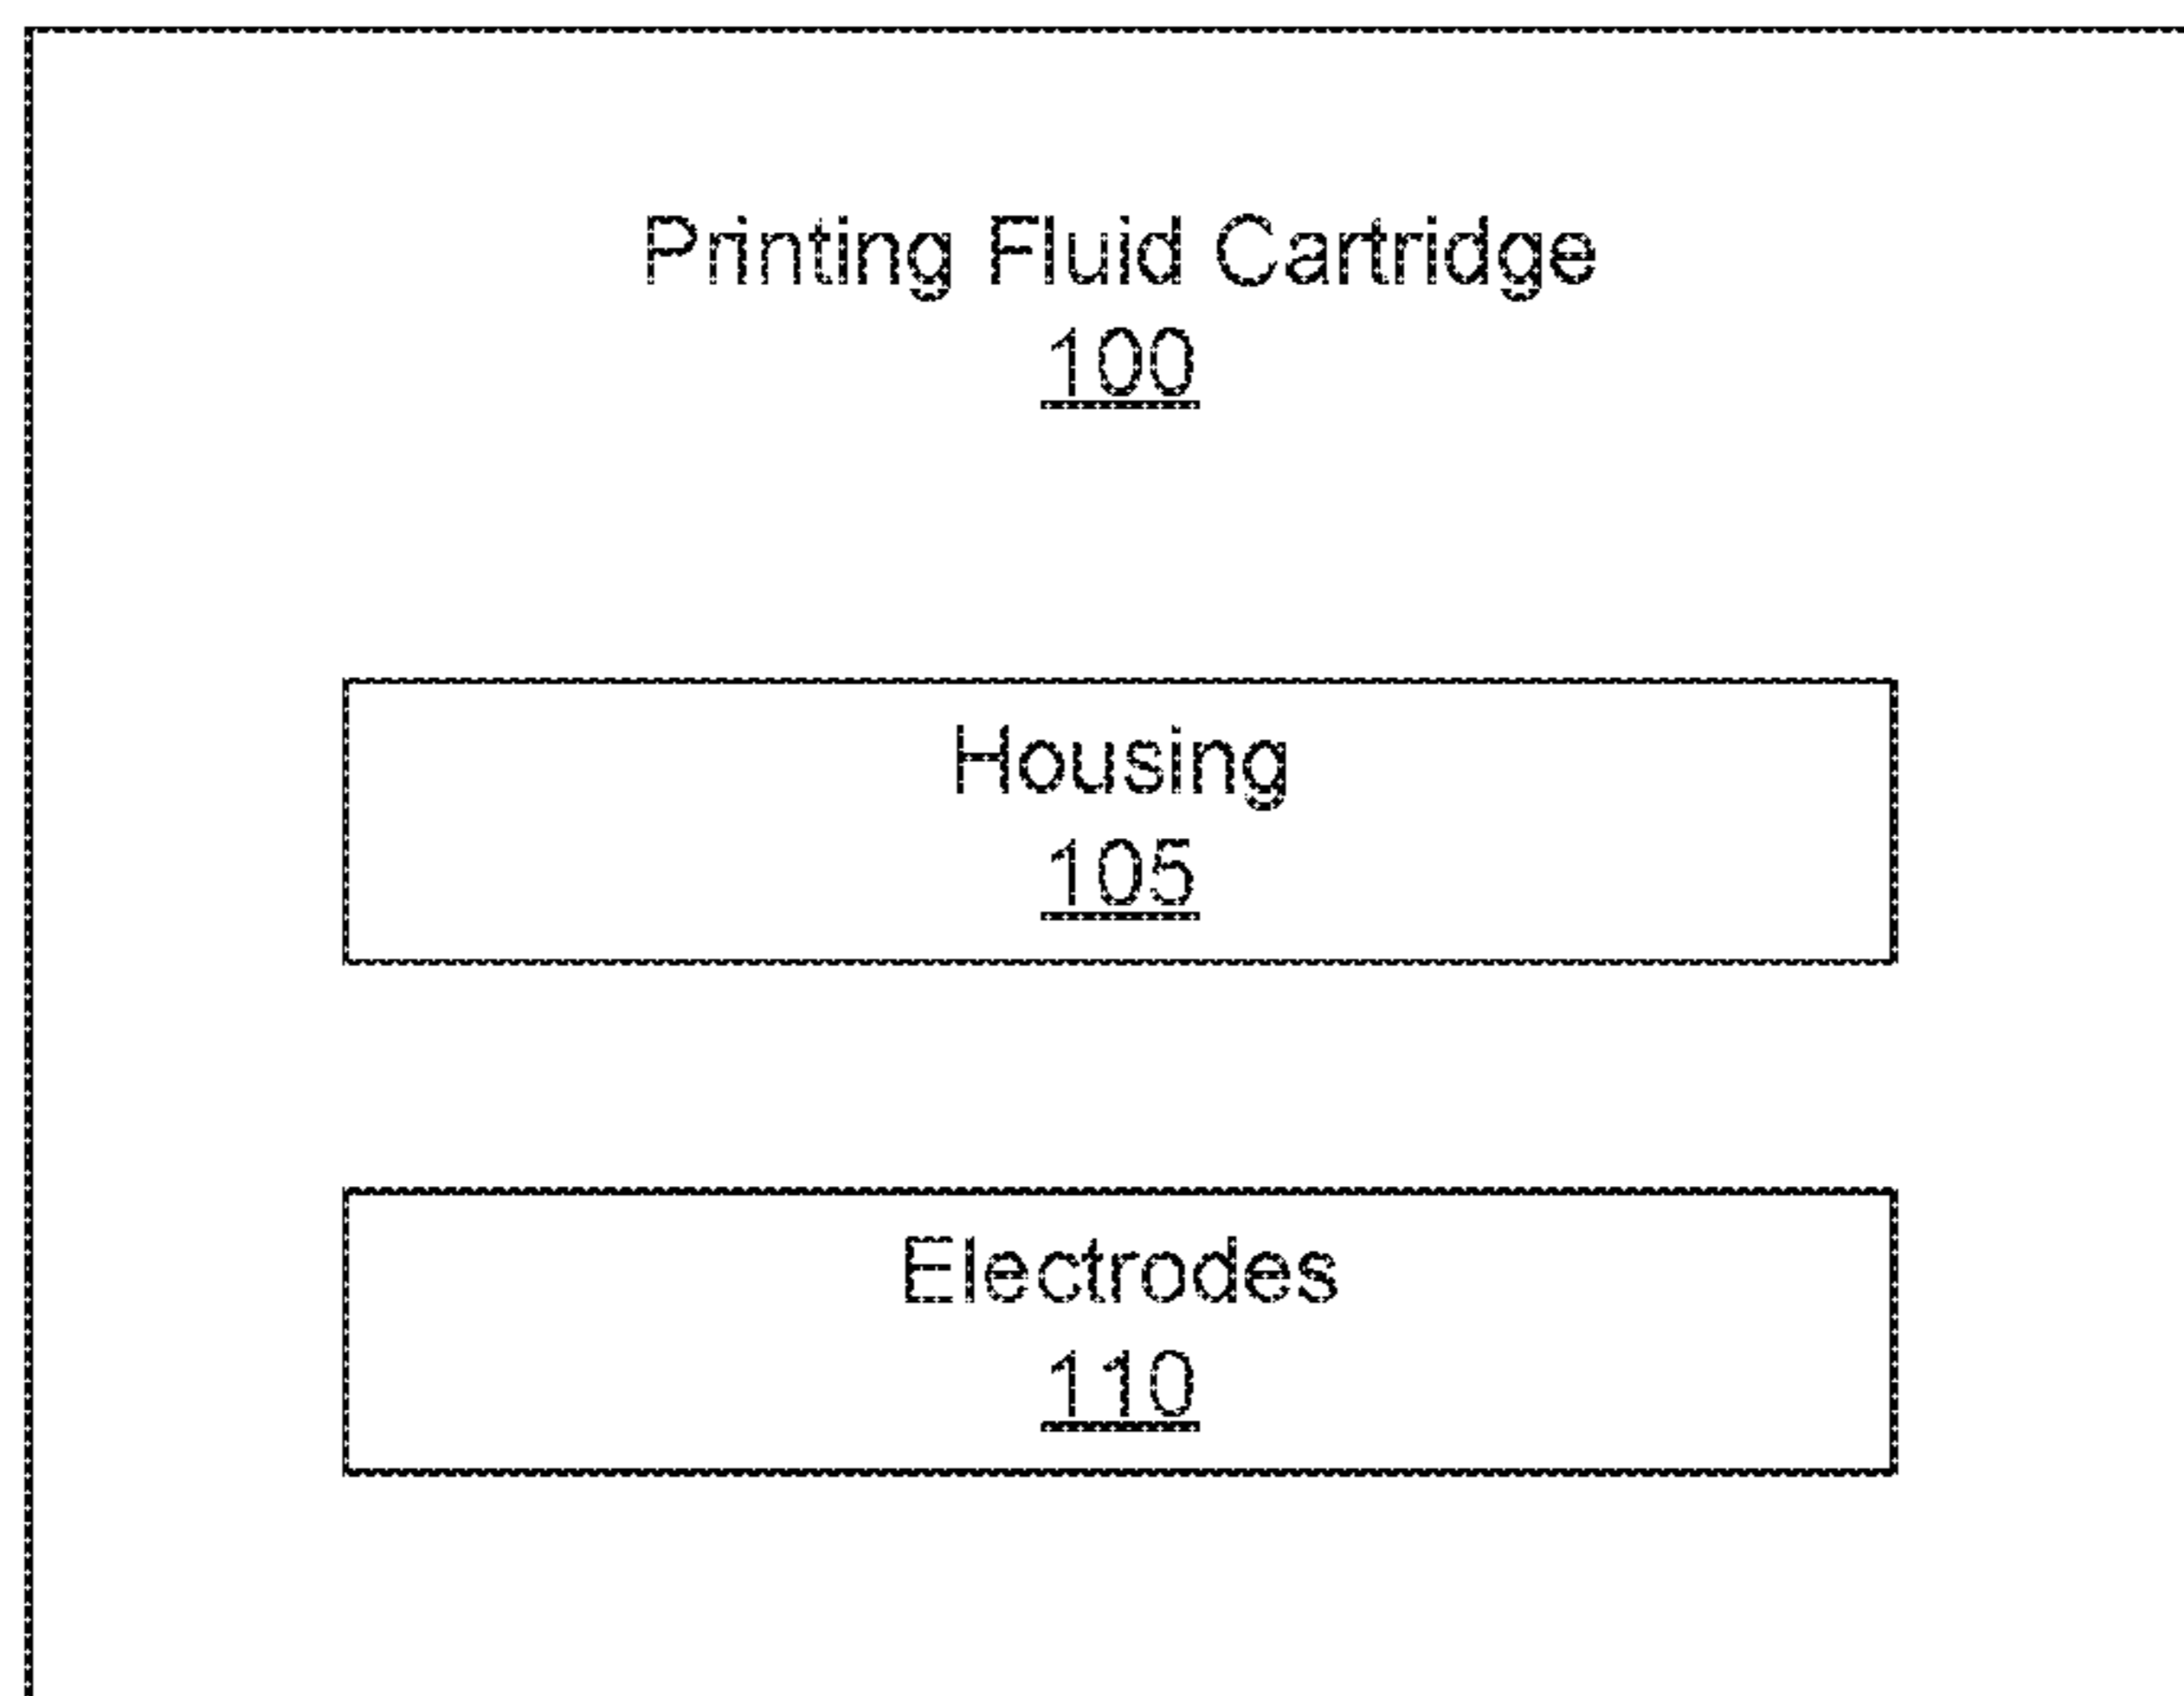 Printing Fluid Cartridge
100
Housing
105
Electrodes
110